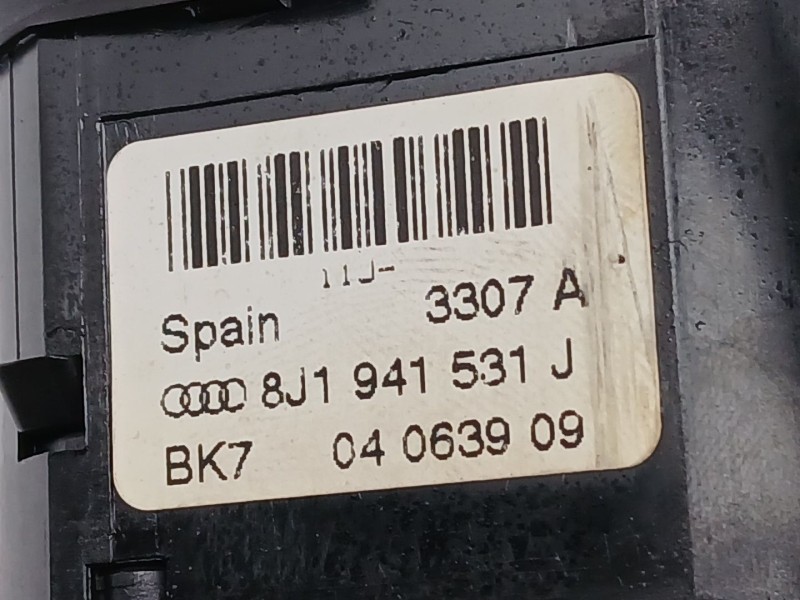 11J-
Spain 3307 A
8J1 941 531 J
BK7 04 0639 09